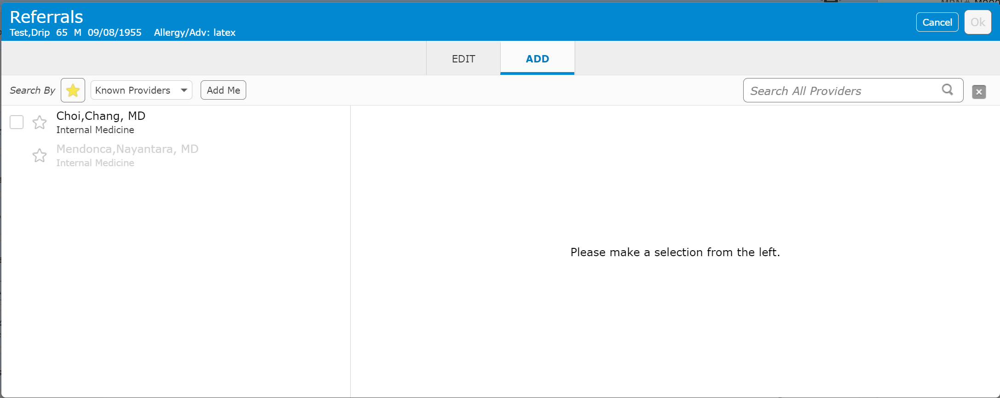 Referrals
Test,Drip 65 M 09/08/1955 Allergy/Adv: latex
Cancel
Ok
EDIT
ADD
Search By
Known Providers
Add Me
Search All Providers
Choi,Chang, MD
Internal Medicine
Mendonca,Nayantara, MD
Internal Medicine
Please make a selection from the left.